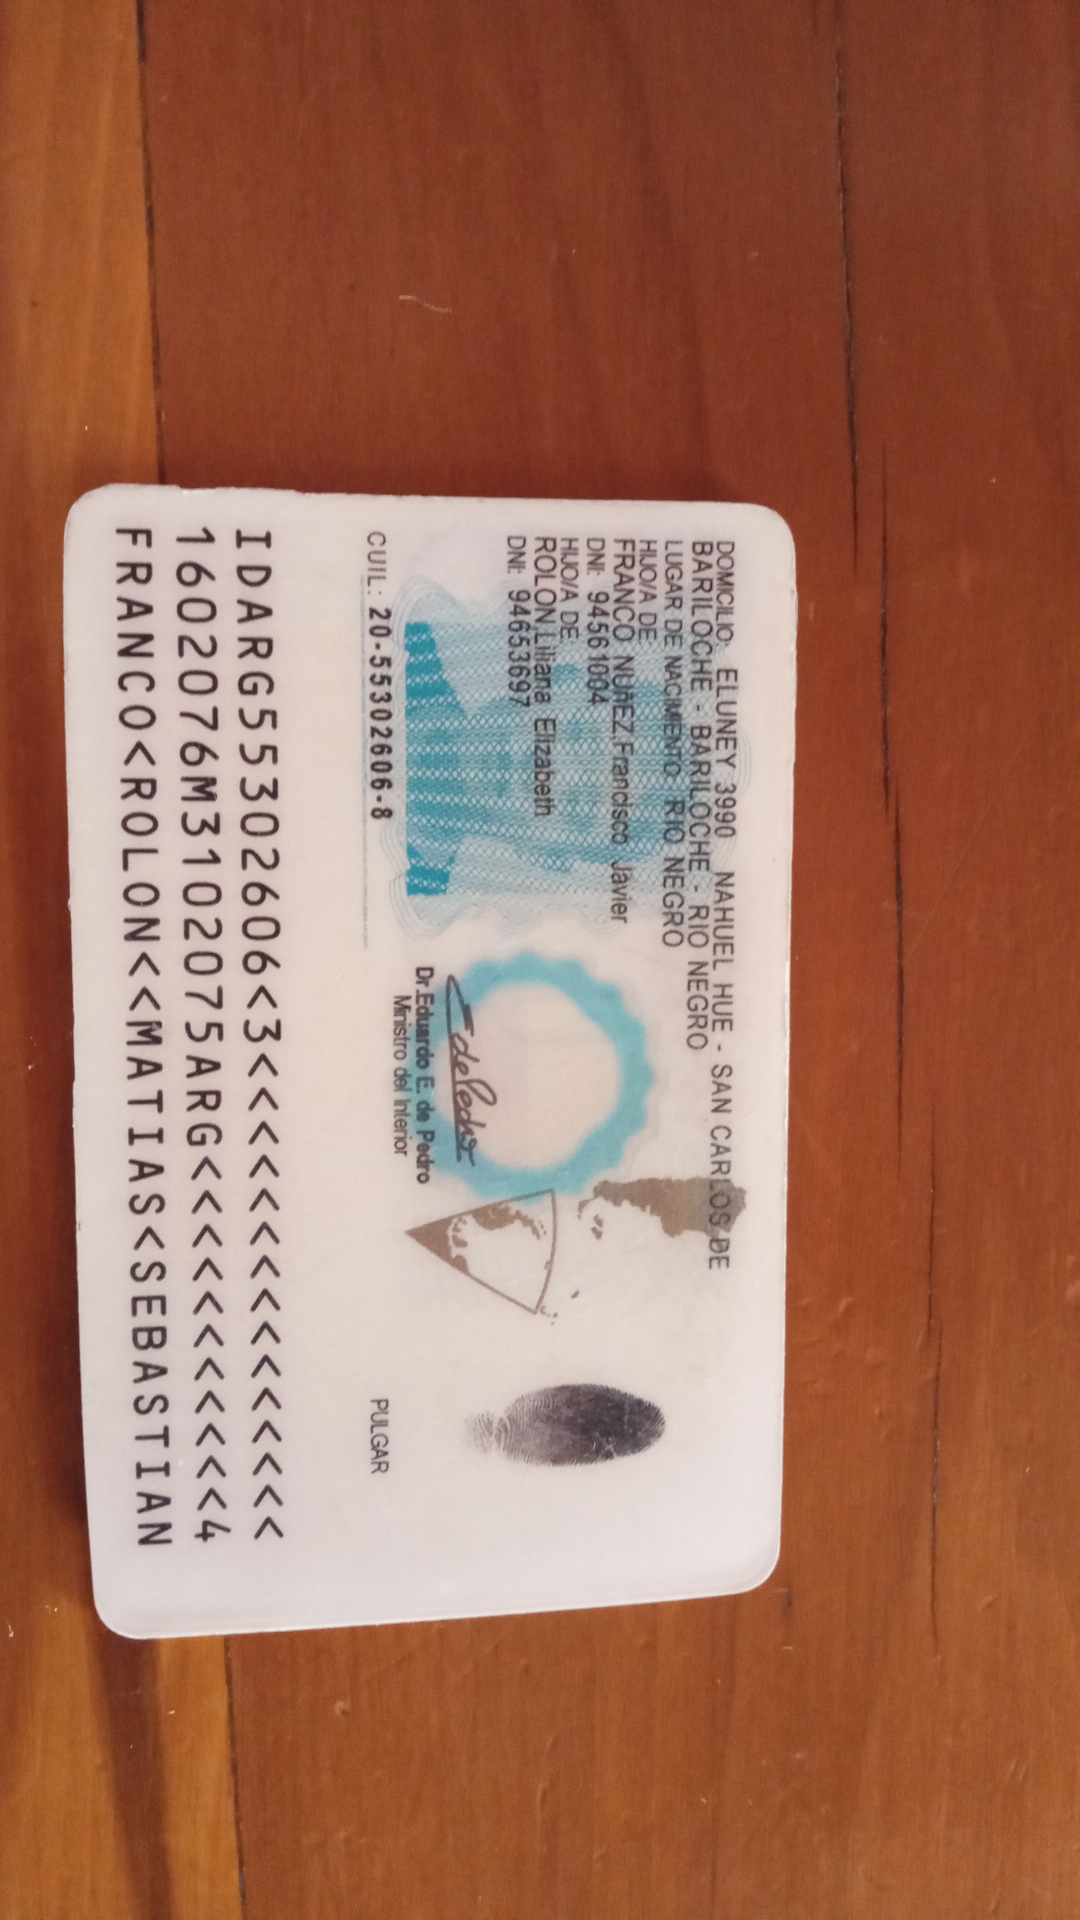 DOMICILIO: ELUNEY 3990 NAHUEL HUE - SAN CARLOS DE
BARILOCHE - BARILOCHE - RIO NEGRO
LUGAR DE NACIMIENTO: RIO NEGRO
HIJO/A DE:
FRANCO NUÑEZ,Francisco Javier
DNI: 94561004
HIJO/A DE:
ROLON,Liliana Elizabeth
DNI: 94653697
CUIL: 20-55302606-8
Dr.Eduardo E. de Pedro
Ministro del Interior
PULGAR
IDARG55302606<3<<<<<<<<<<<<<<<
1602076M3102075ARG<<<<<<<<<<<4
FRANCO<ROLON<<MATIAS<SEBASTIAN